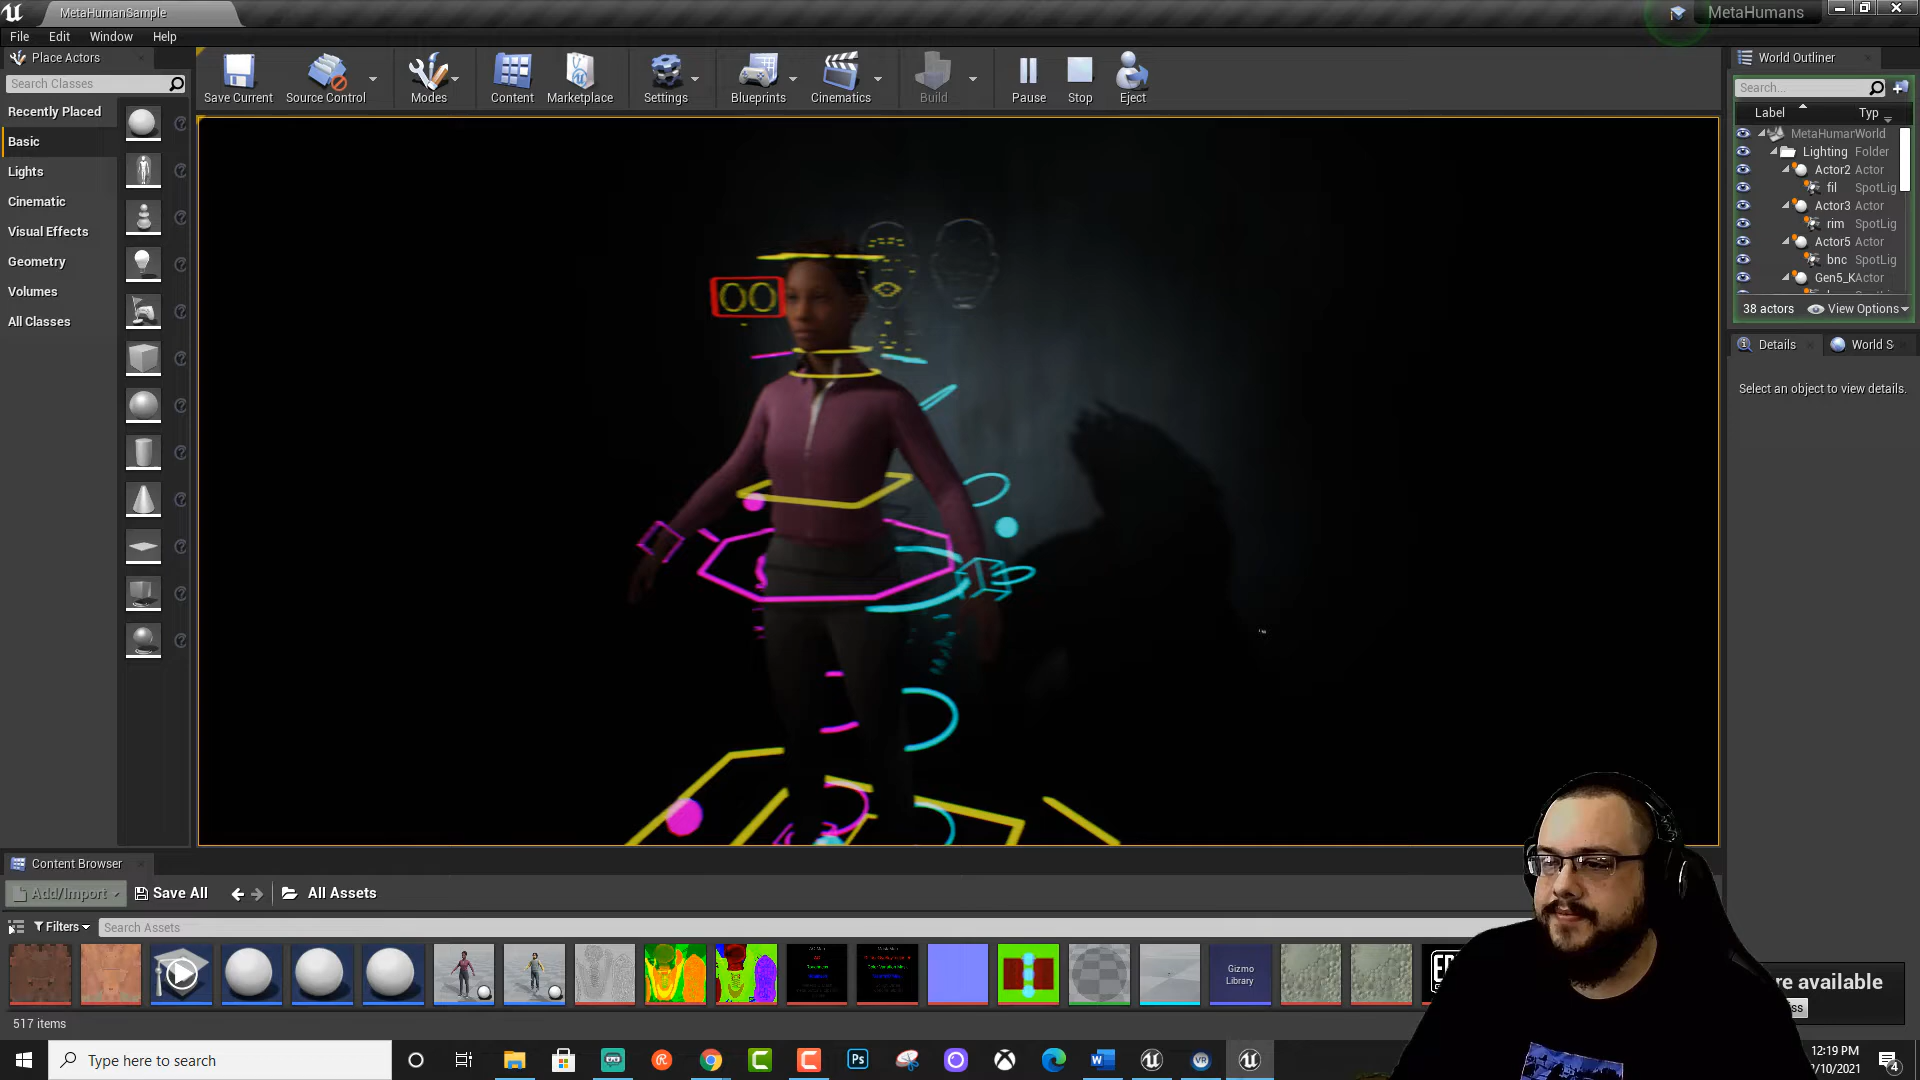 MetaHumanSample
MetaHumans
File Edit Window Help
Place Actors
Search Classes
Recently Placed
Basic
Lights
Cinematic
Visual Effects
Geometry
Volumes
All Classes
Save Current
Source Control
Modes
Content
Marketplace
Settings
Blueprints
Cinematics
Build
Pause
Stop
Eject
World Outliner
Search...
Label Typ
MetaHumanWorld
Lighting Folder
Actor2 Actor
fil SpotLig
Actor3 Actor
rim SpotLig
Actor5 Actor
bnc SpotLig
Gen5_K Actor
38 actors View Options
Details World S
Select an object to view details.
Content Browser
Add/Import Save All All Assets
Filters Search Assets
Gizmo
Library
re available
ss
517 items
Type here to search
12:19 PM
/10/2021
4